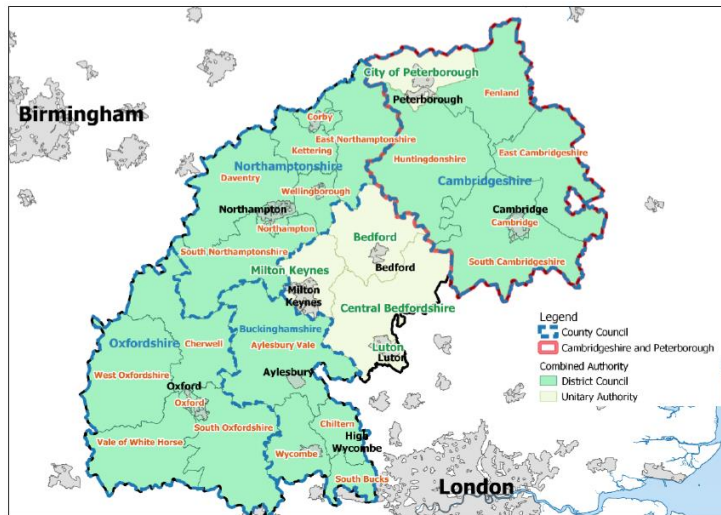 City of Peterborough
Peterborough
Fenland
Birmingham
Corby
East Northamptonshire
Kettering
Huntingdonshire
East Cambridgeshire
Northamptonshire
Daventry
Cambridgeshire
Wellingborough
Northampton
Cambridge
Cambridge
Northampton
Bedford
South Northamptonshire
Bedford
South Cambridgeshire
Milton Keynes
Milton
Keynes
Central Bedfordshire
Legend
County Council
Cambridgeshire and Peterborough
Combined Authority
District Council
Unitary Authority
Buckinghamshire
Oxfordshire
Cherwell
Aylesbury Vale
Luton
Luton
West Oxfordshire
Oxford
Aylesbury
Oxford
South Oxfordshire
Chiltern
Vale of White Horse
High
Wycombe
Wycombe
South Bucks
London